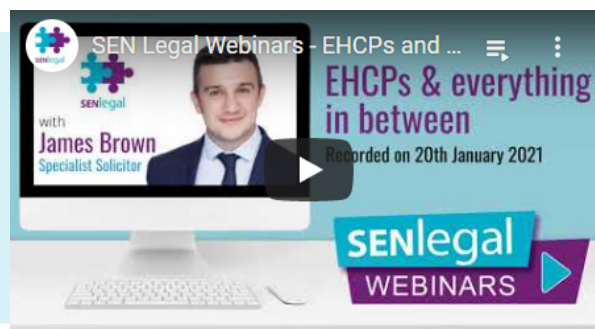 SEN Legal Webinars - EHCPs and ...
senlegal
SENlegal
with
James Brown
Specialist Solicitor
EHCPs & everything
in between
Recorded on 20th January 2021
SENlegal
WEBINARS